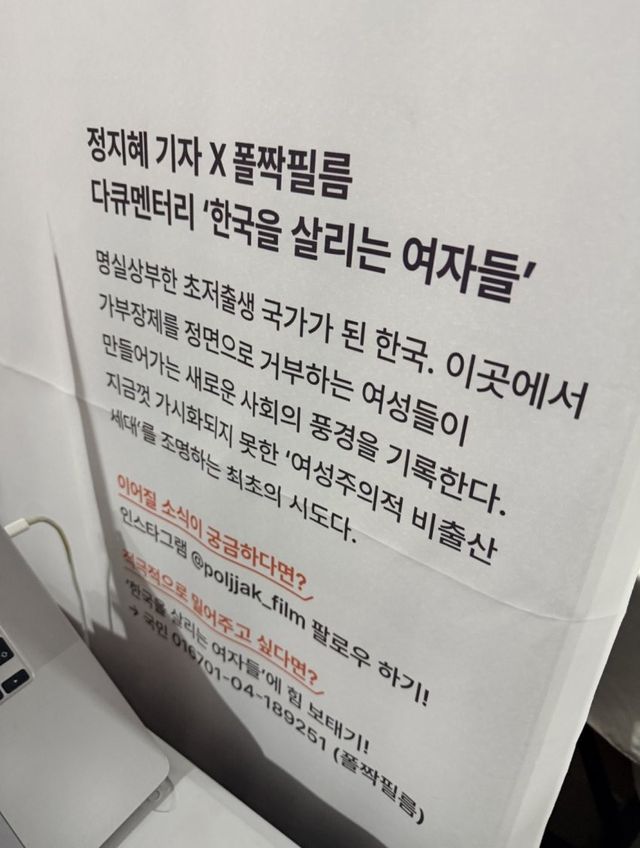 정지혜 기자 X 폴짝필름
다큐멘터리 ‘한국을 살리는 여자들’
명실상부한 초저출생 국가가 된 한국. 이곳에서
가부장제를 정면으로 거부하는 여성들이
만들어가는 새로운 사회의 풍경을 기록한다.
지금껏 가시화되지 못한 ‘여성주의적 비출산
세대’를 조명하는 최초의 시도다.
이어질 소식이 궁금하다면?
인스타그램 @poljjak_film 팔로우 하기!
적극적으로 밀어주고 싶다면?
‘한국을 살리는 여자들’에 힘 보태기!
→ 국민 016701-04-189251 (폴짝필름)